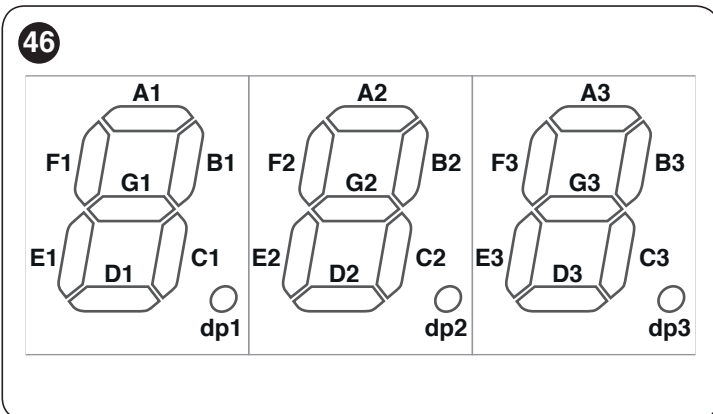 46
A1 A2 A3
F1 B1 F2 B2 F3 B3
G1 G2 G3
E1 D1 C1 E2 D2 C2 E3 D3 C3
dp1 dp2 dp3